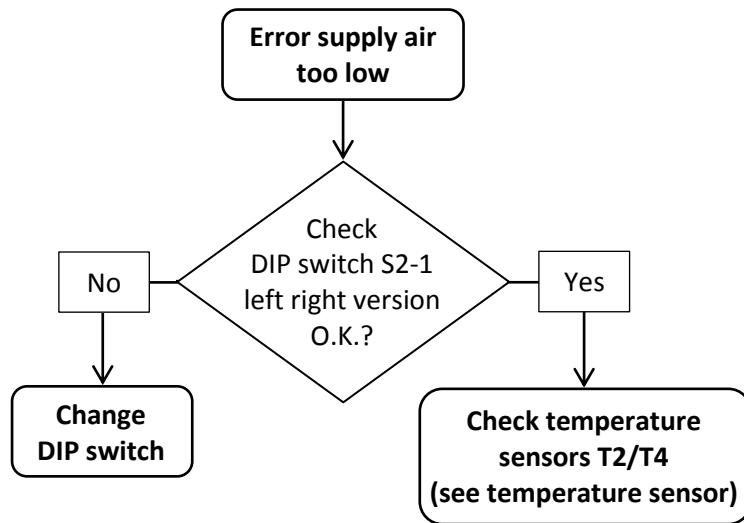 Error supply air
too low
Check
DIP switch S2-1
left right version
O.K.?
No
Yes
Change
DIP switch
Check temperature
sensors T2/T4
(see temperature sensor)